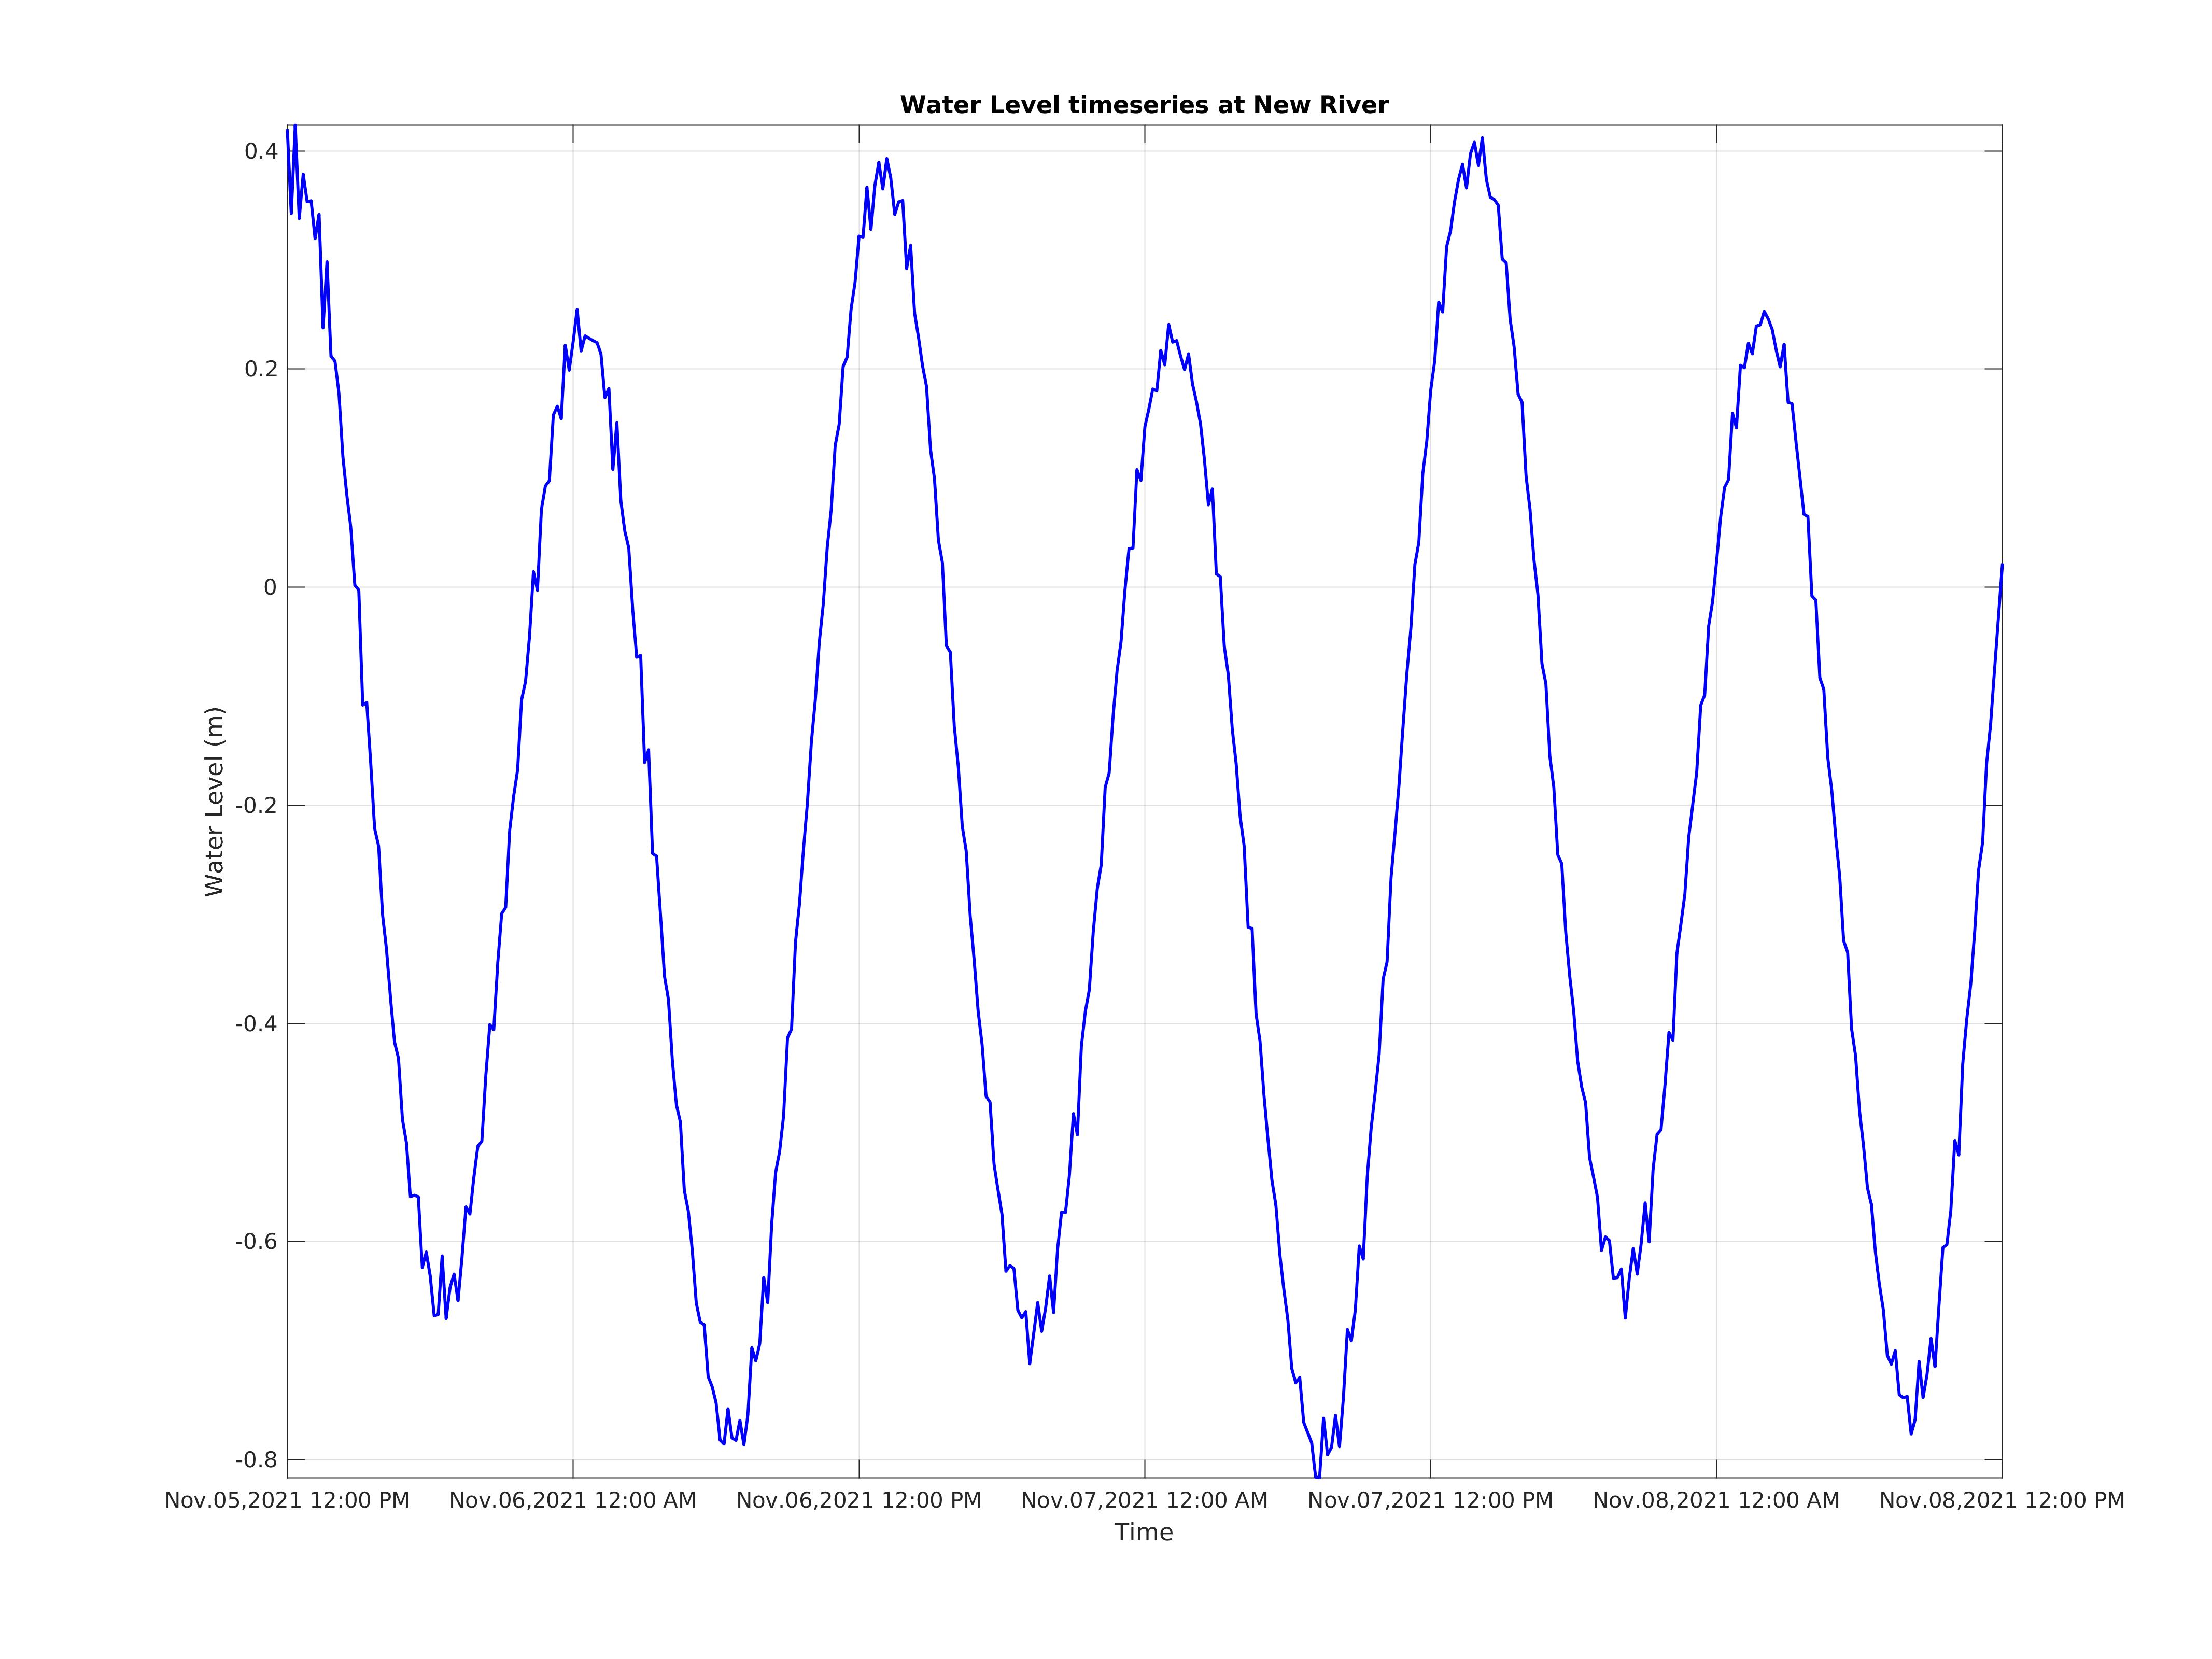 Water Level timeseries at New River
0.4
0.2
0
-0.2
-0.4
-0.6
-0.8
Water Level (m)
Nov.05,2021 12:00 PM
Nov.06,2021 12:00 AM
Nov.06,2021 12:00 PM
Nov.07,2021 12:00 AM
Nov.07,2021 12:00 PM
Nov.08,2021 12:00 AM
Nov.08,2021 12:00 PM
Time